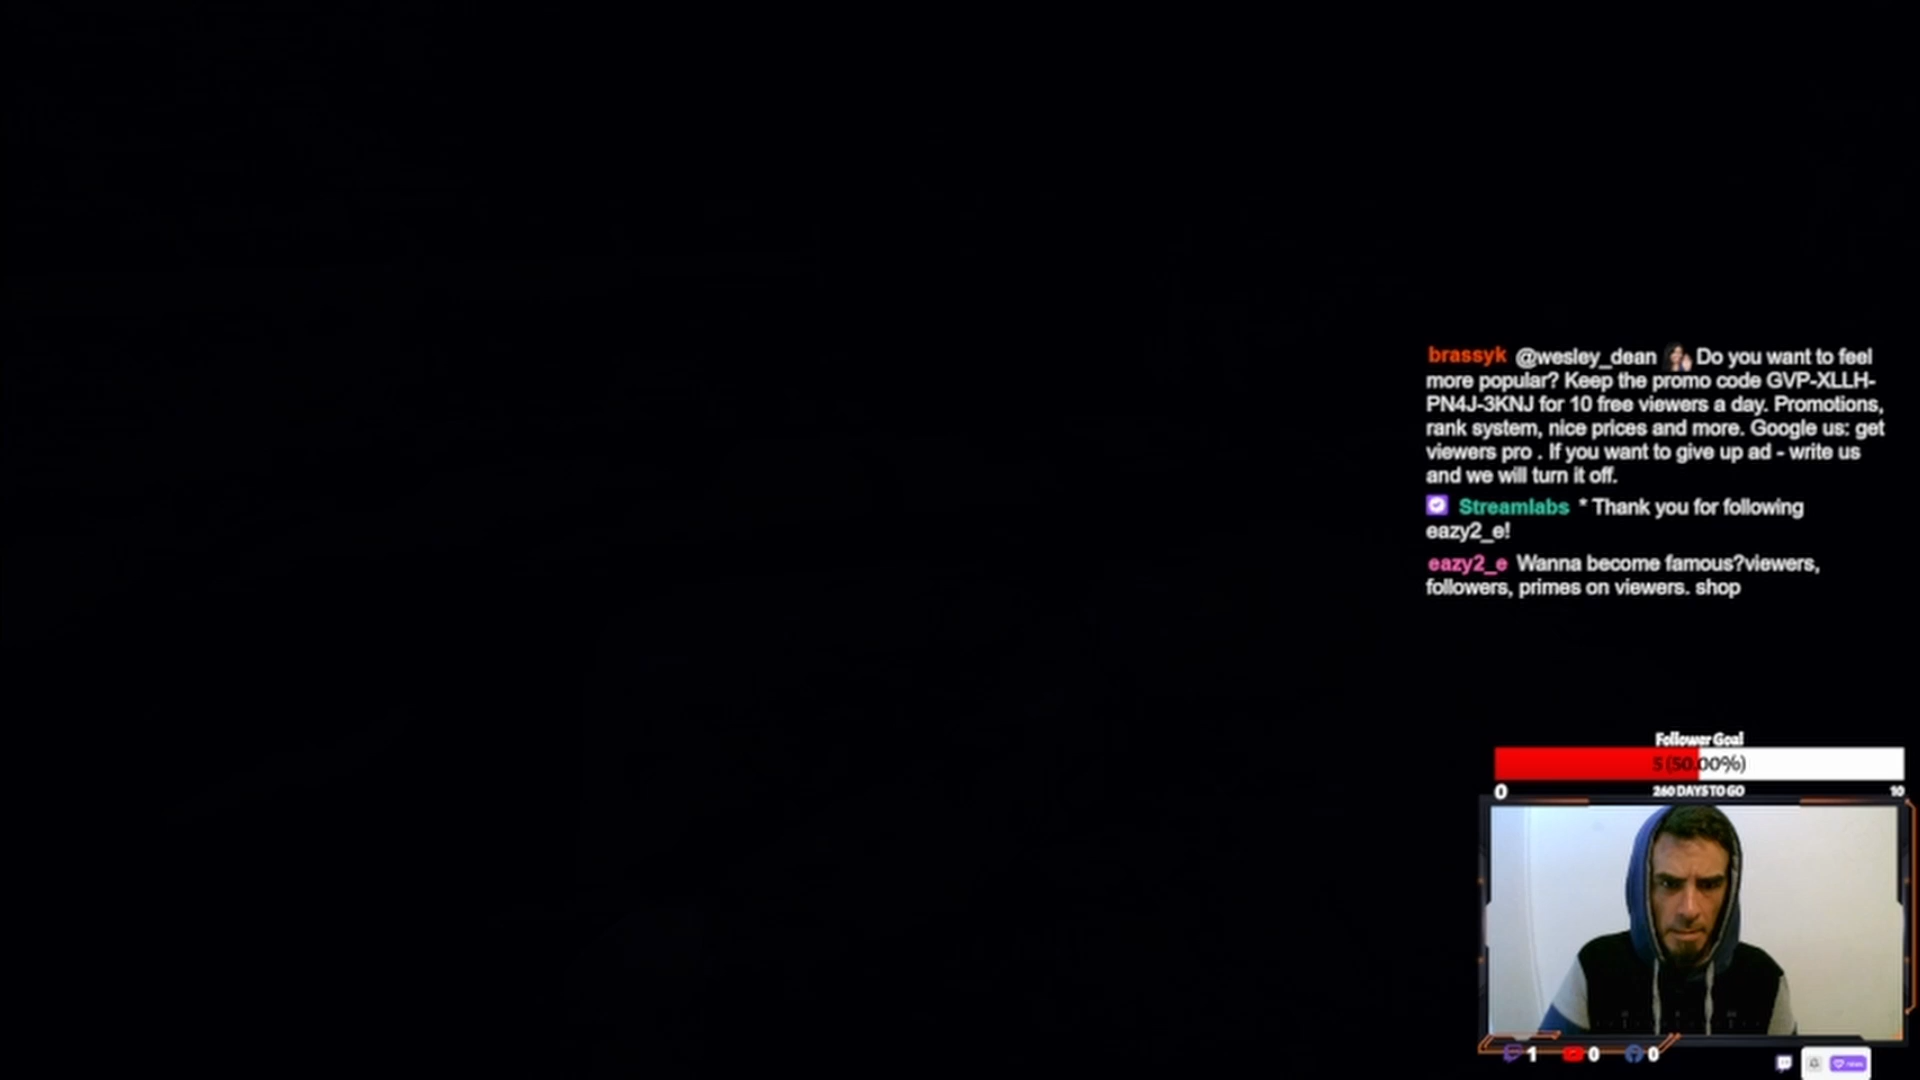 brassyk @wesley_dean Do you want to feel
more popular? Keep the promo code GVP-XLLH-
PN4J-3KNJ for 10 free viewers a day. Promotions,
rank system, nice prices and more. Google us: get
viewers pro . If you want to give up ad - write us
and we will turn it off.
Streamlabs * Thank you for following
eazy2_e!
eazy2_e Wanna become famous?viewers,
followers, primes on viewers. shop
Follower Goal
5 (50.00%)
0 260 DAYS TO GO 10
1 0 0